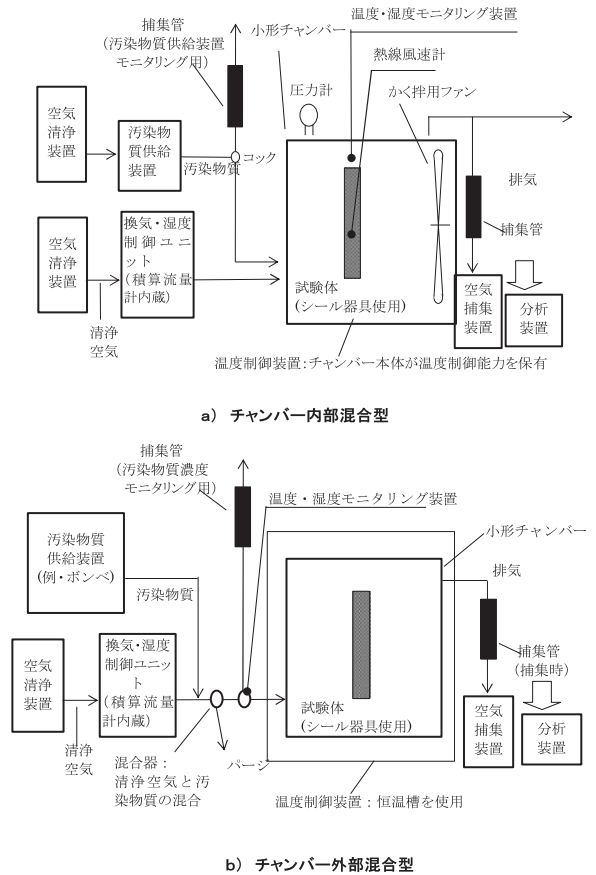 捕集管
(汚染物質供給装置
モニタリング用)
小形チャンバー
温度・湿度モニタリング装置
熱線風速計
圧力計
かく拌用ファン
空気
清浄
装置
汚染物
質供給
装置
汚染物質
コック
排気
捕集管
空気
清浄
装置
換気・湿度
制御ユニ
ット
(積算流量
計内蔵)
清浄
空気
試験体
(シール器具使用)
空気
捕集
装置
分析
装置
温度制御装置:チャンバー本体が温度制御能力を保有
a) チャンバー内部混合型
捕集管
(汚染物質濃度
モニタリング用)
温度・湿度モニタリング装置
小形チャンバー
汚染物質
供給装置
(例・ボンベ)
汚染物質
排気
空気
清浄
装置
換気・湿度
制御ユニッ
ト
(積算流量
計内蔵)
清浄
空気
試験体
(シール器具使用)
捕集管
(捕集時)
空気
捕集
装置
分析
装置
混合器:
清浄空気と汚
染物質の混合
パージ
温度制御装置:恒温槽を使用
b) チャンバー外部混合型